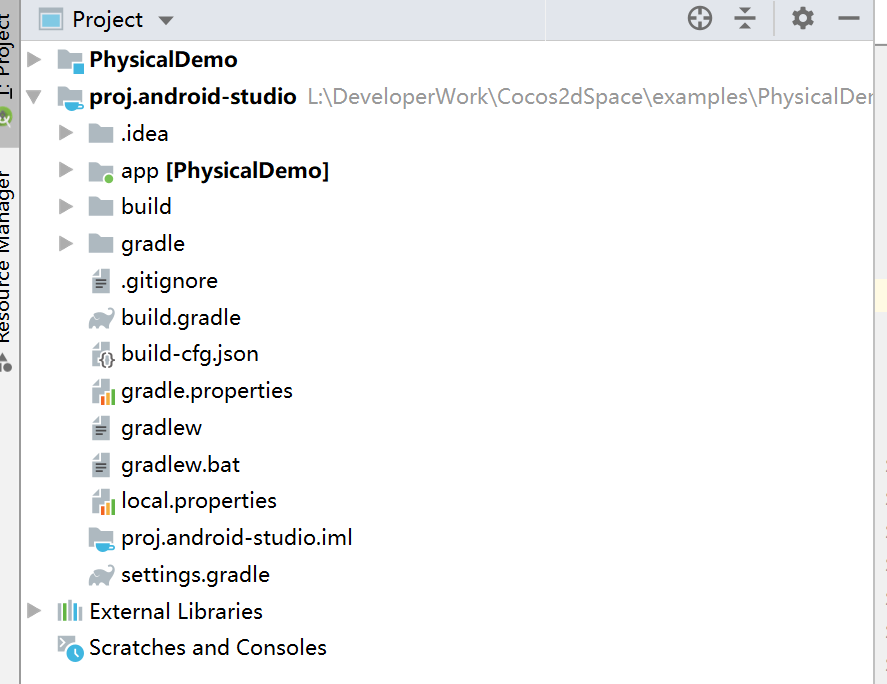 Project
1: Project
Resource Manager
PhysicalDemo
proj.android-studio L:\DeveloperWork\Cocos2dSpace\examples\PhysicalDer
.idea
app [PhysicalDemo]
build
gradle
.gitignore
build.gradle
build-cfg.json
gradle.properties
gradlew
gradlew.bat
local.properties
proj.android-studio.iml
settings.gradle
External Libraries
Scratches and Consoles